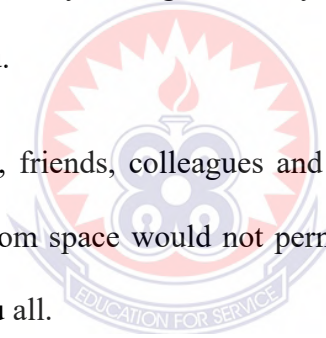 .
, friends, colleagues and
om space would not perm
u all.
EDUCATION FOR SERVICE